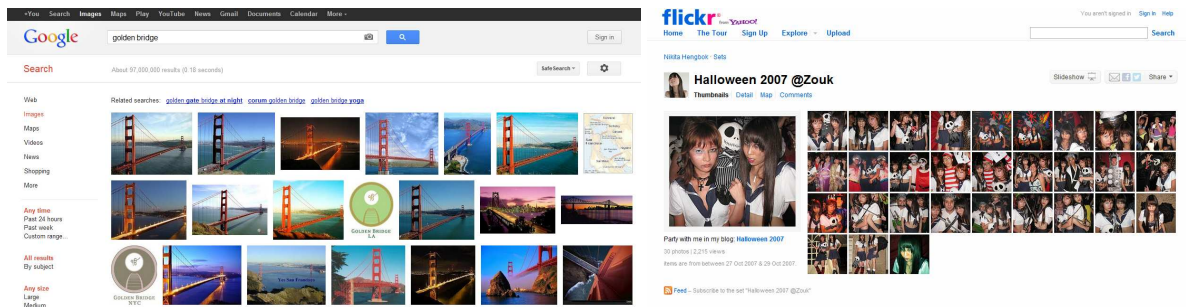 +You Search Images Maps Play YouTube News Gmail Documents Calendar More
Google
golden bridge
Sign in
Search
About 97,000,000 results (0.18 seconds)
SafeSearch
Web
Images
Maps
Videos
News
Shopping
More
Any time
Past 24 hours
Past week
Custom range...
All results
By subject
Any size
Large
Medium
Related searches: golden gate bridge at night corum golden bridge golden bridge yoga
GOLDEN BRIDGE
LA
GOLDEN BRIDGE
NYC
flickr from YAHOO!
You aren't signed in Sign In Help
Home The Tour Sign Up Explore Upload
Search
Nikita Hengbok · Sets
Halloween 2007 @Zouk
Slideshow Share
Thumbnails Detail Map Comments
Party with me in my blog: Halloween 2007
30 photos | 2,215 views
items are from between 27 Oct 2007 & 29 Oct 2007.
Feed – Subscribe to the set "Halloween 2007 @Zouk"